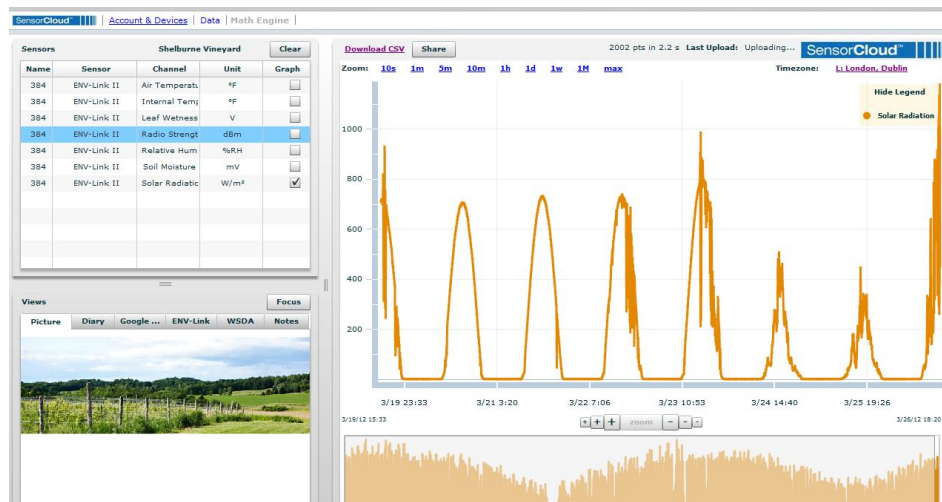 SensorCloud™ | Account & Devices | Data | Math Engine |
Sensors Shelburne Vineyard Clear
Name Sensor Channel Unit Graph
384 ENV-Link II Air Temperatu °F
384 ENV-Link II Internal Temp °F
384 ENV-Link II Leaf Wetness V
384 ENV-Link II Radio Strengt dBm
384 ENV-Link II Relative Hum %RH
384 ENV-Link II Soil Moisture mV
384 ENV-Link II Solar Radiatic W/m²
Views Focus
Picture Diary Google ... ENV-Link WSDA Notes
Download CSV Share 2002 pts in 2.2 s Last Upload: Uploading... SensorCloud™
Zoom: 10s 1m 5m 10m 1h 1d 1w 1M max Timezone: L: London, Dublin
Hide Legend
Solar Radiation
1000
800
600
400
200
3/19 23:33 3/21 3:20 3/22 7:06 3/23 10:53 3/24 14:40 3/25 19:26
3/19/12 15:33 + + + zoom - - - 3/26/12 18:20